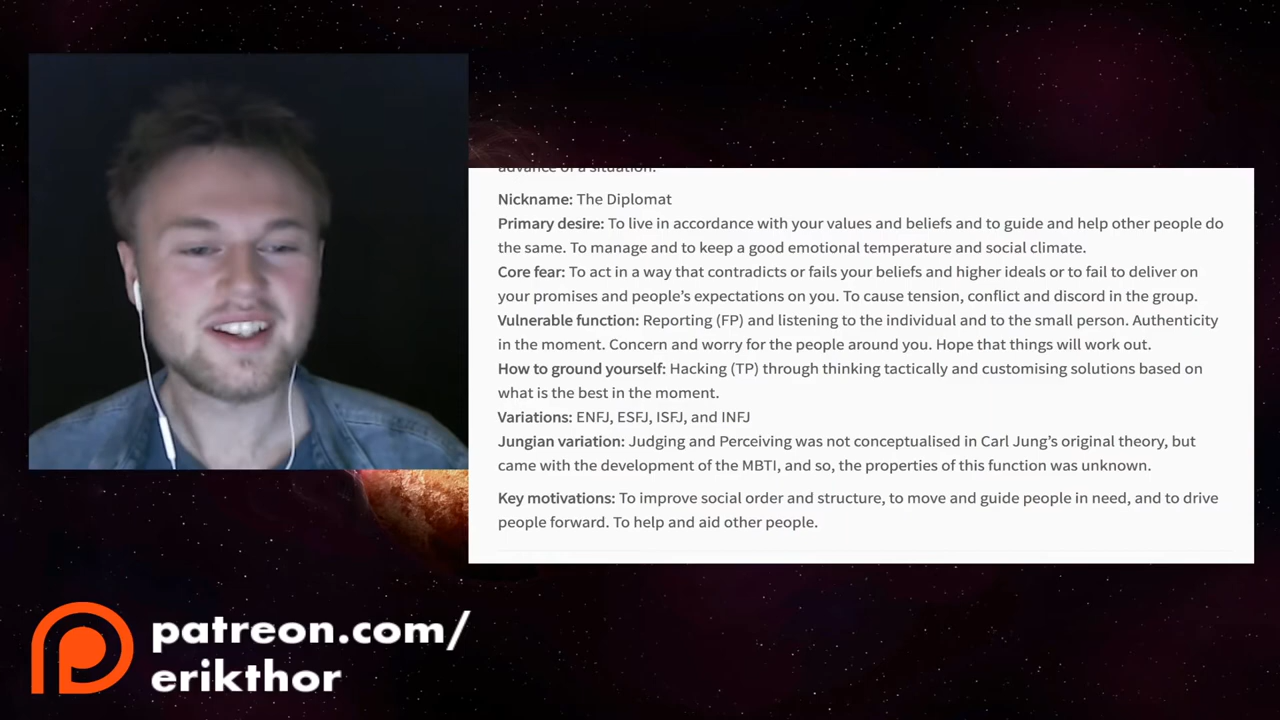 advance of a situation.
Nickname: The Diplomat
Primary desire: To live in accordance with your values and beliefs and to guide and help other people do
the same. To manage and to keep a good emotional temperature and social climate.
Core fear: To act in a way that contradicts or fails your beliefs and higher ideals or to fail to deliver on
your promises and people’s expectations on you. To cause tension, conflict and discord in the group.
Vulnerable function: Reporting (FP) and listening to the individual and to the small person. Authenticity
in the moment. Concern and worry for the people around you. Hope that things will work out.
How to ground yourself: Hacking (TP) through thinking tactically and customising solutions based on
what is the best in the moment.
Variations: ENFJ, ESFJ, ISFJ, and INFJ
Jungian variation: Judging and Perceiving was not conceptualised in Carl Jung’s original theory, but
came with the development of the MBTI, and so, the properties of this function was unknown.
Key motivations: To improve social order and structure, to move and guide people in need, and to drive
people forward. To help and aid other people.
patreon.com/
erikthor